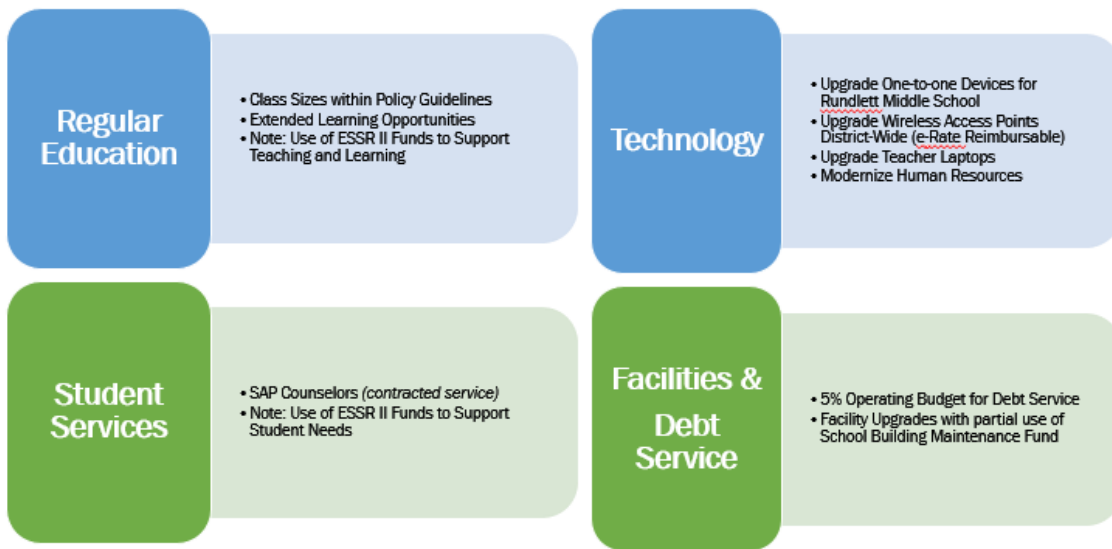 Regular
Education
• Class Sizes within Policy Guidelines
• Extended Learning Opportunities
• Note: Use of ESSR II Funds to Support
Teaching and Learning
Technology
• Upgrade One-to-one Devices for
Rundlett Middle School
• Upgrade Wireless Access Points
District-Wide (e-Rate Reimbursable)
• Upgrade Teacher Laptops
• Modernize Human Resources
Student
Services
• SAP Counselors (contracted service)
• Note: Use of ESSR II Funds to Support
Student Needs
Facilities &
Debt
Service
• 5% Operating Budget for Debt Service
• Facility Upgrades with partial use of
School Building Maintenance Fund